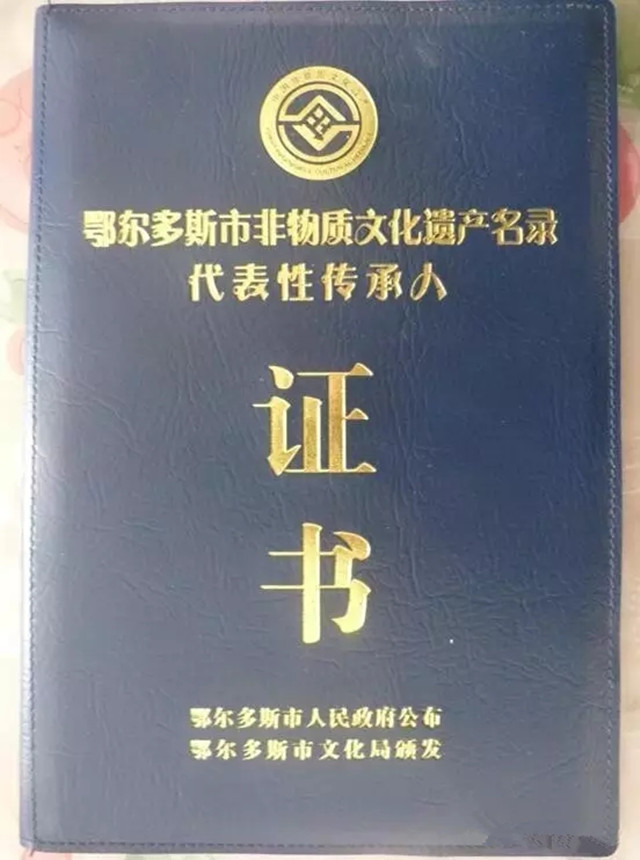 鄂尔多斯市非物质文化遗产名录
代表性传承人
证
书
鄂尔多斯市人民政府公布
鄂尔多斯市文化局颁发